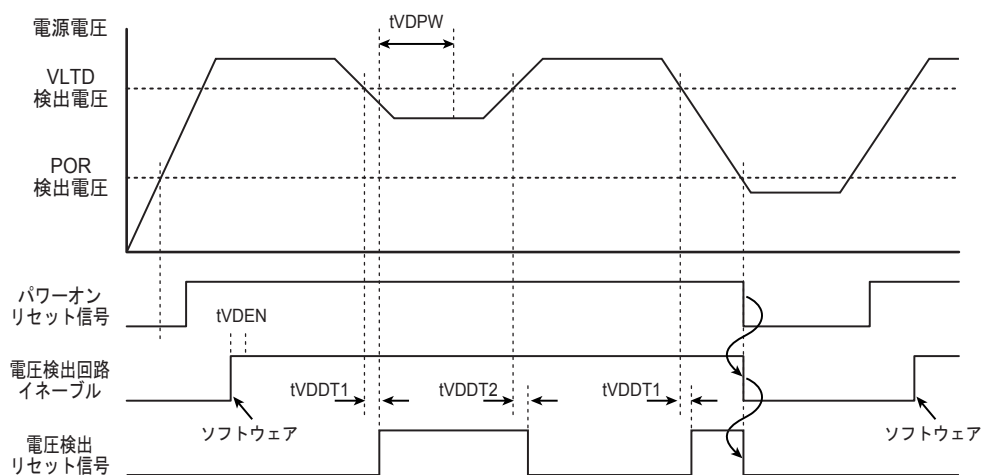 tVDPW
電源電圧
VLTD
検出電圧
POR
検出電圧
パワーオン
リセット信号
tVDEN
電圧検出回路
イネーブル
tVDDT1
tVDDT2
tVDDT1
ソフトウェア
ソフトウェア
電圧検出
リセット信号